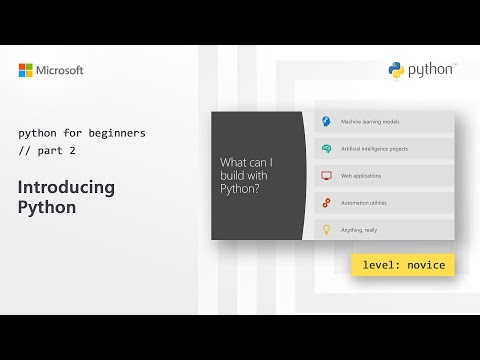 Microsoft
python™
python for beginners
// part 2
Introducing
Python
What can I
build with
Python?
Machine learning models
Artificial intelligence projects
Web applications
Automation utilities
Anything, really
level: novice